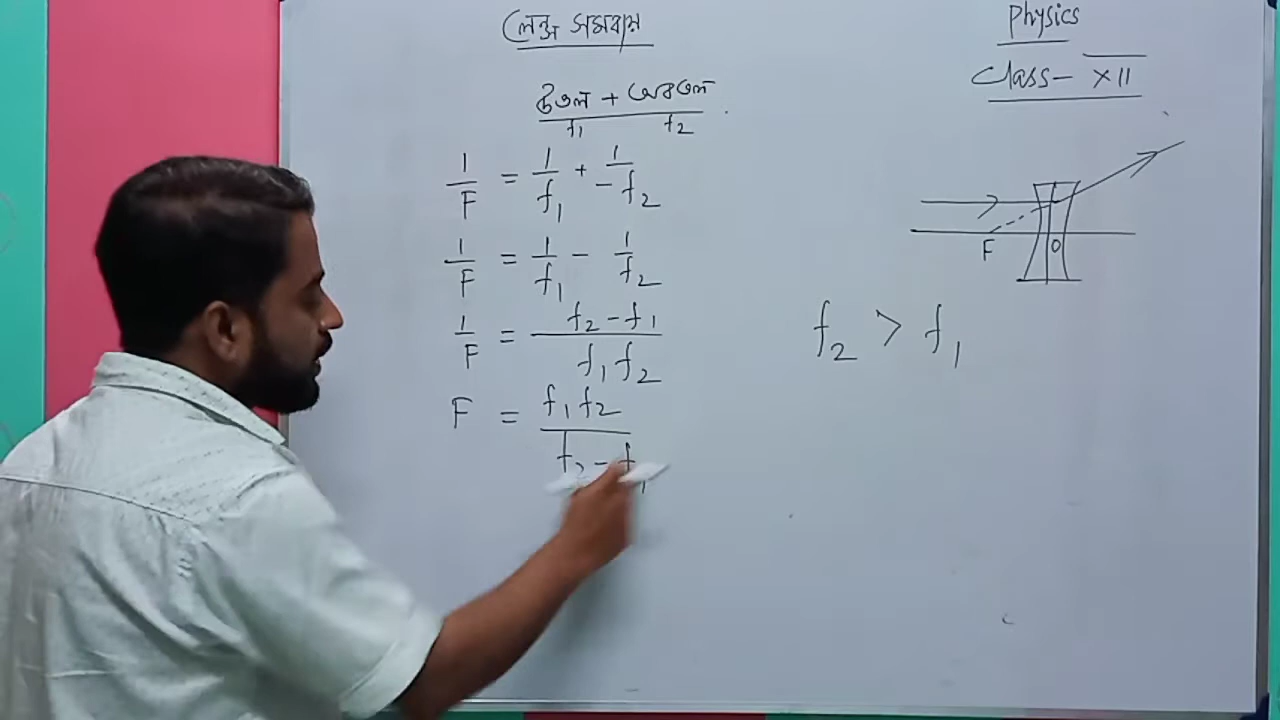 লেন্স সমবায়
Physics
Class- XII
উত্তল + অবতল
f₁ f₂
1/F = 1/f₁ + 1/-f₂
1/F = 1/f₁ - 1/f₂
1/F = f₂ - f₁ / f₁ f₂
F = f₁ f₂ / f₂ - f₁
F O
f₂ > f₁